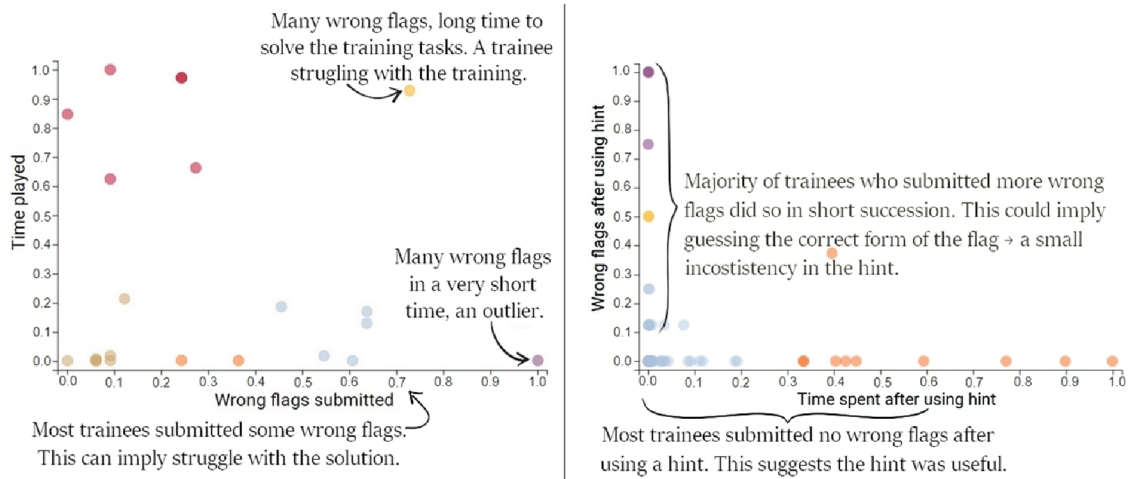 Many wrong flags, long time to
solve the training tasks. A trainee
strugling with the training.
1.0
0.9
0.8
0.7
0.6
0.5
0.4
0.3
0.2
0.1
0.0
Time played
Many wrong flags
in a very short
time, an outlier.
0.0 0.1 0.2 0.3 0.4 0.5 0.6 0.7 0.8 0.9 1.0
Wrong flags submitted
Most trainees submitted some wrong flags.
This can imply struggle with the solution.
1.0
0.9
0.8
0.7
0.6
0.5
0.4
0.3
0.2
0.1
0.0
Wrong flags after using hint
Majority of trainees who submitted more wrong
flags did so in short succession. This could imply
guessing the correct form of the flag → a small
incostistency in the hint.
0.0 0.1 0.2 0.3 0.4 0.5 0.6 0.7 0.8 0.9 1.0
Time spent after using hint
Most trainees submitted no wrong flags after
using a hint. This suggests the hint was useful.